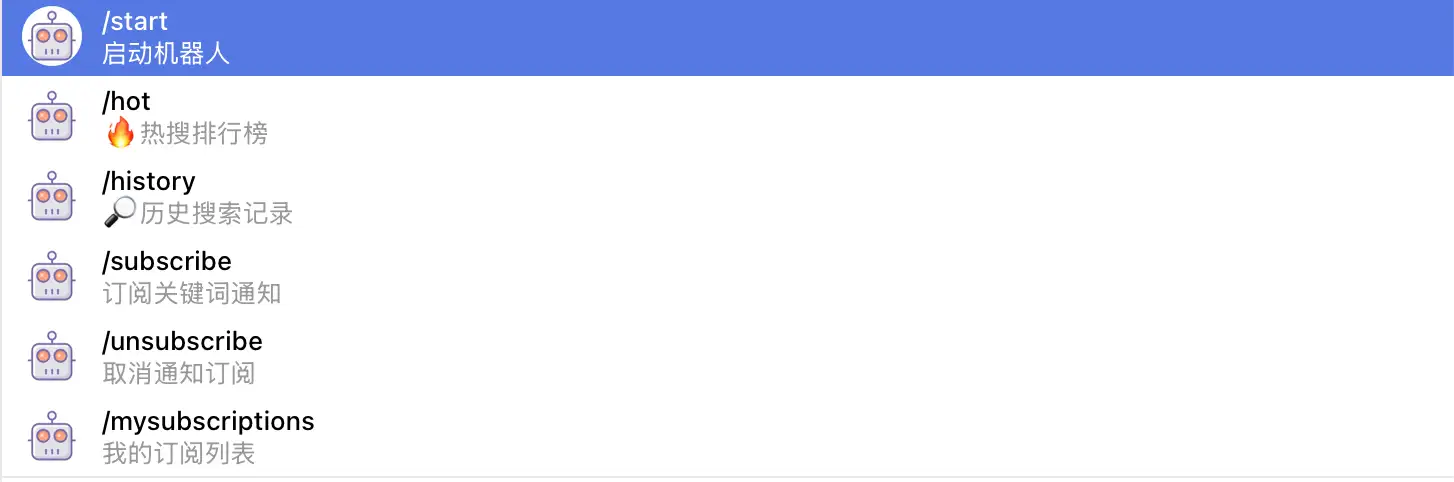 /start
启动机器人
/hot
🔥热搜排行榜
/history
🔎历史搜索记录
/subscribe
订阅关键词通知
/unsubscribe
取消通知订阅
/mysubscriptions
我的订阅列表